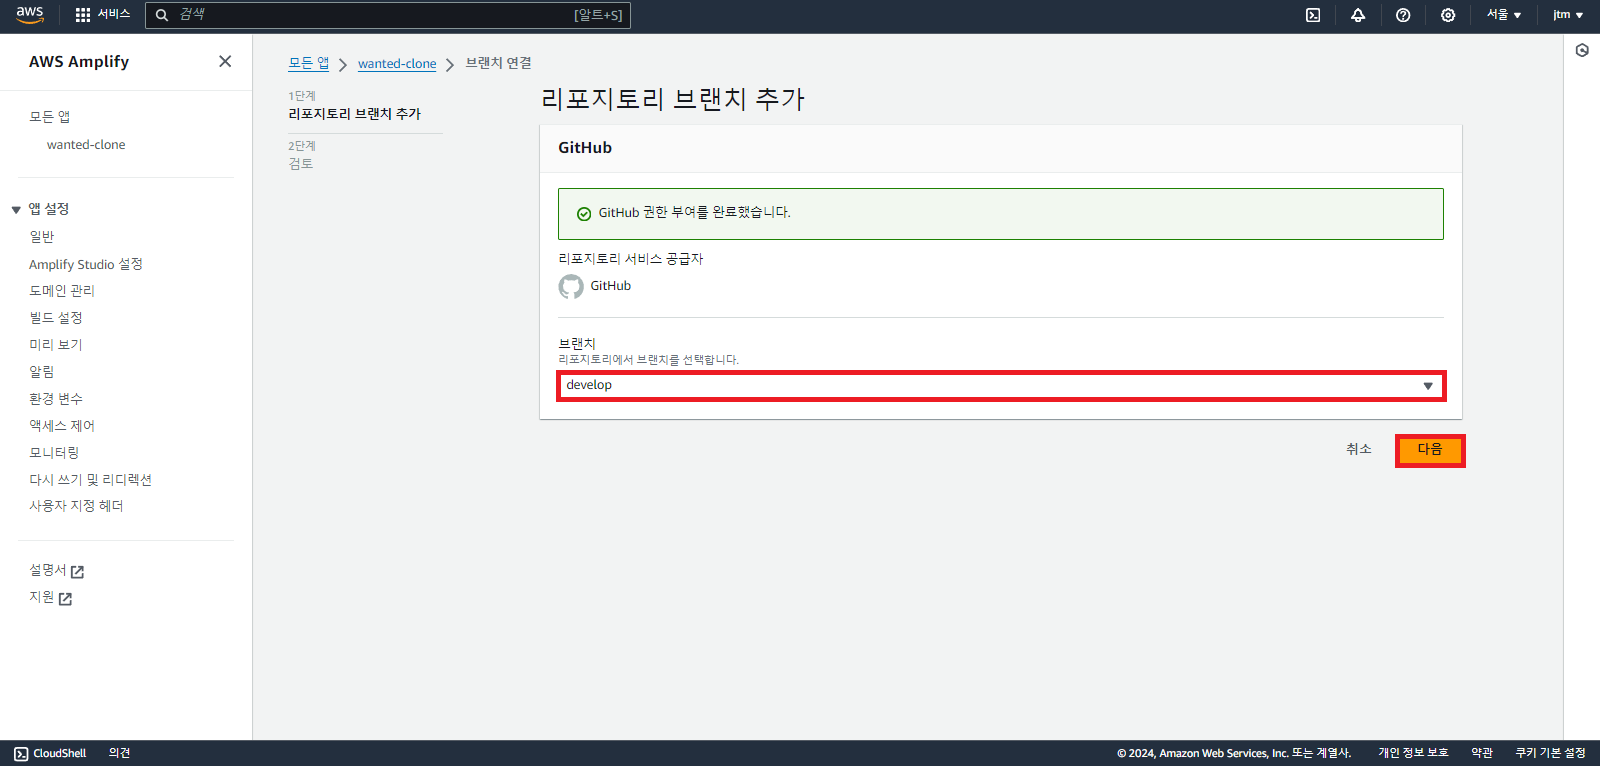 aws
서비스
검색
[알트+S]
서울
jtm
AWS Amplify
모든 앱
wanted-clone
앱 설정
일반
Amplify Studio 설정
도메인 관리
빌드 설정
미리 보기
알림
환경 변수
액세스 제어
모니터링
다시 쓰기 및 리디렉션
사용자 지정 헤더
설명서
지원
모든 앱 wanted-clone 브랜치 연결
1단계
리포지토리 브랜치 추가
2단계
검토
리포지토리 브랜치 추가
GitHub
GitHub 권한 부여를 완료했습니다.
리포지토리 서비스 공급자
GitHub
브랜치
리포지토리에서 브랜치를 선택합니다.
develop
취소
다음
CloudShell
의견
© 2024, Amazon Web Services, Inc. 또는 계열사.
개인 정보 보호
약관
쿠키 기본 설정